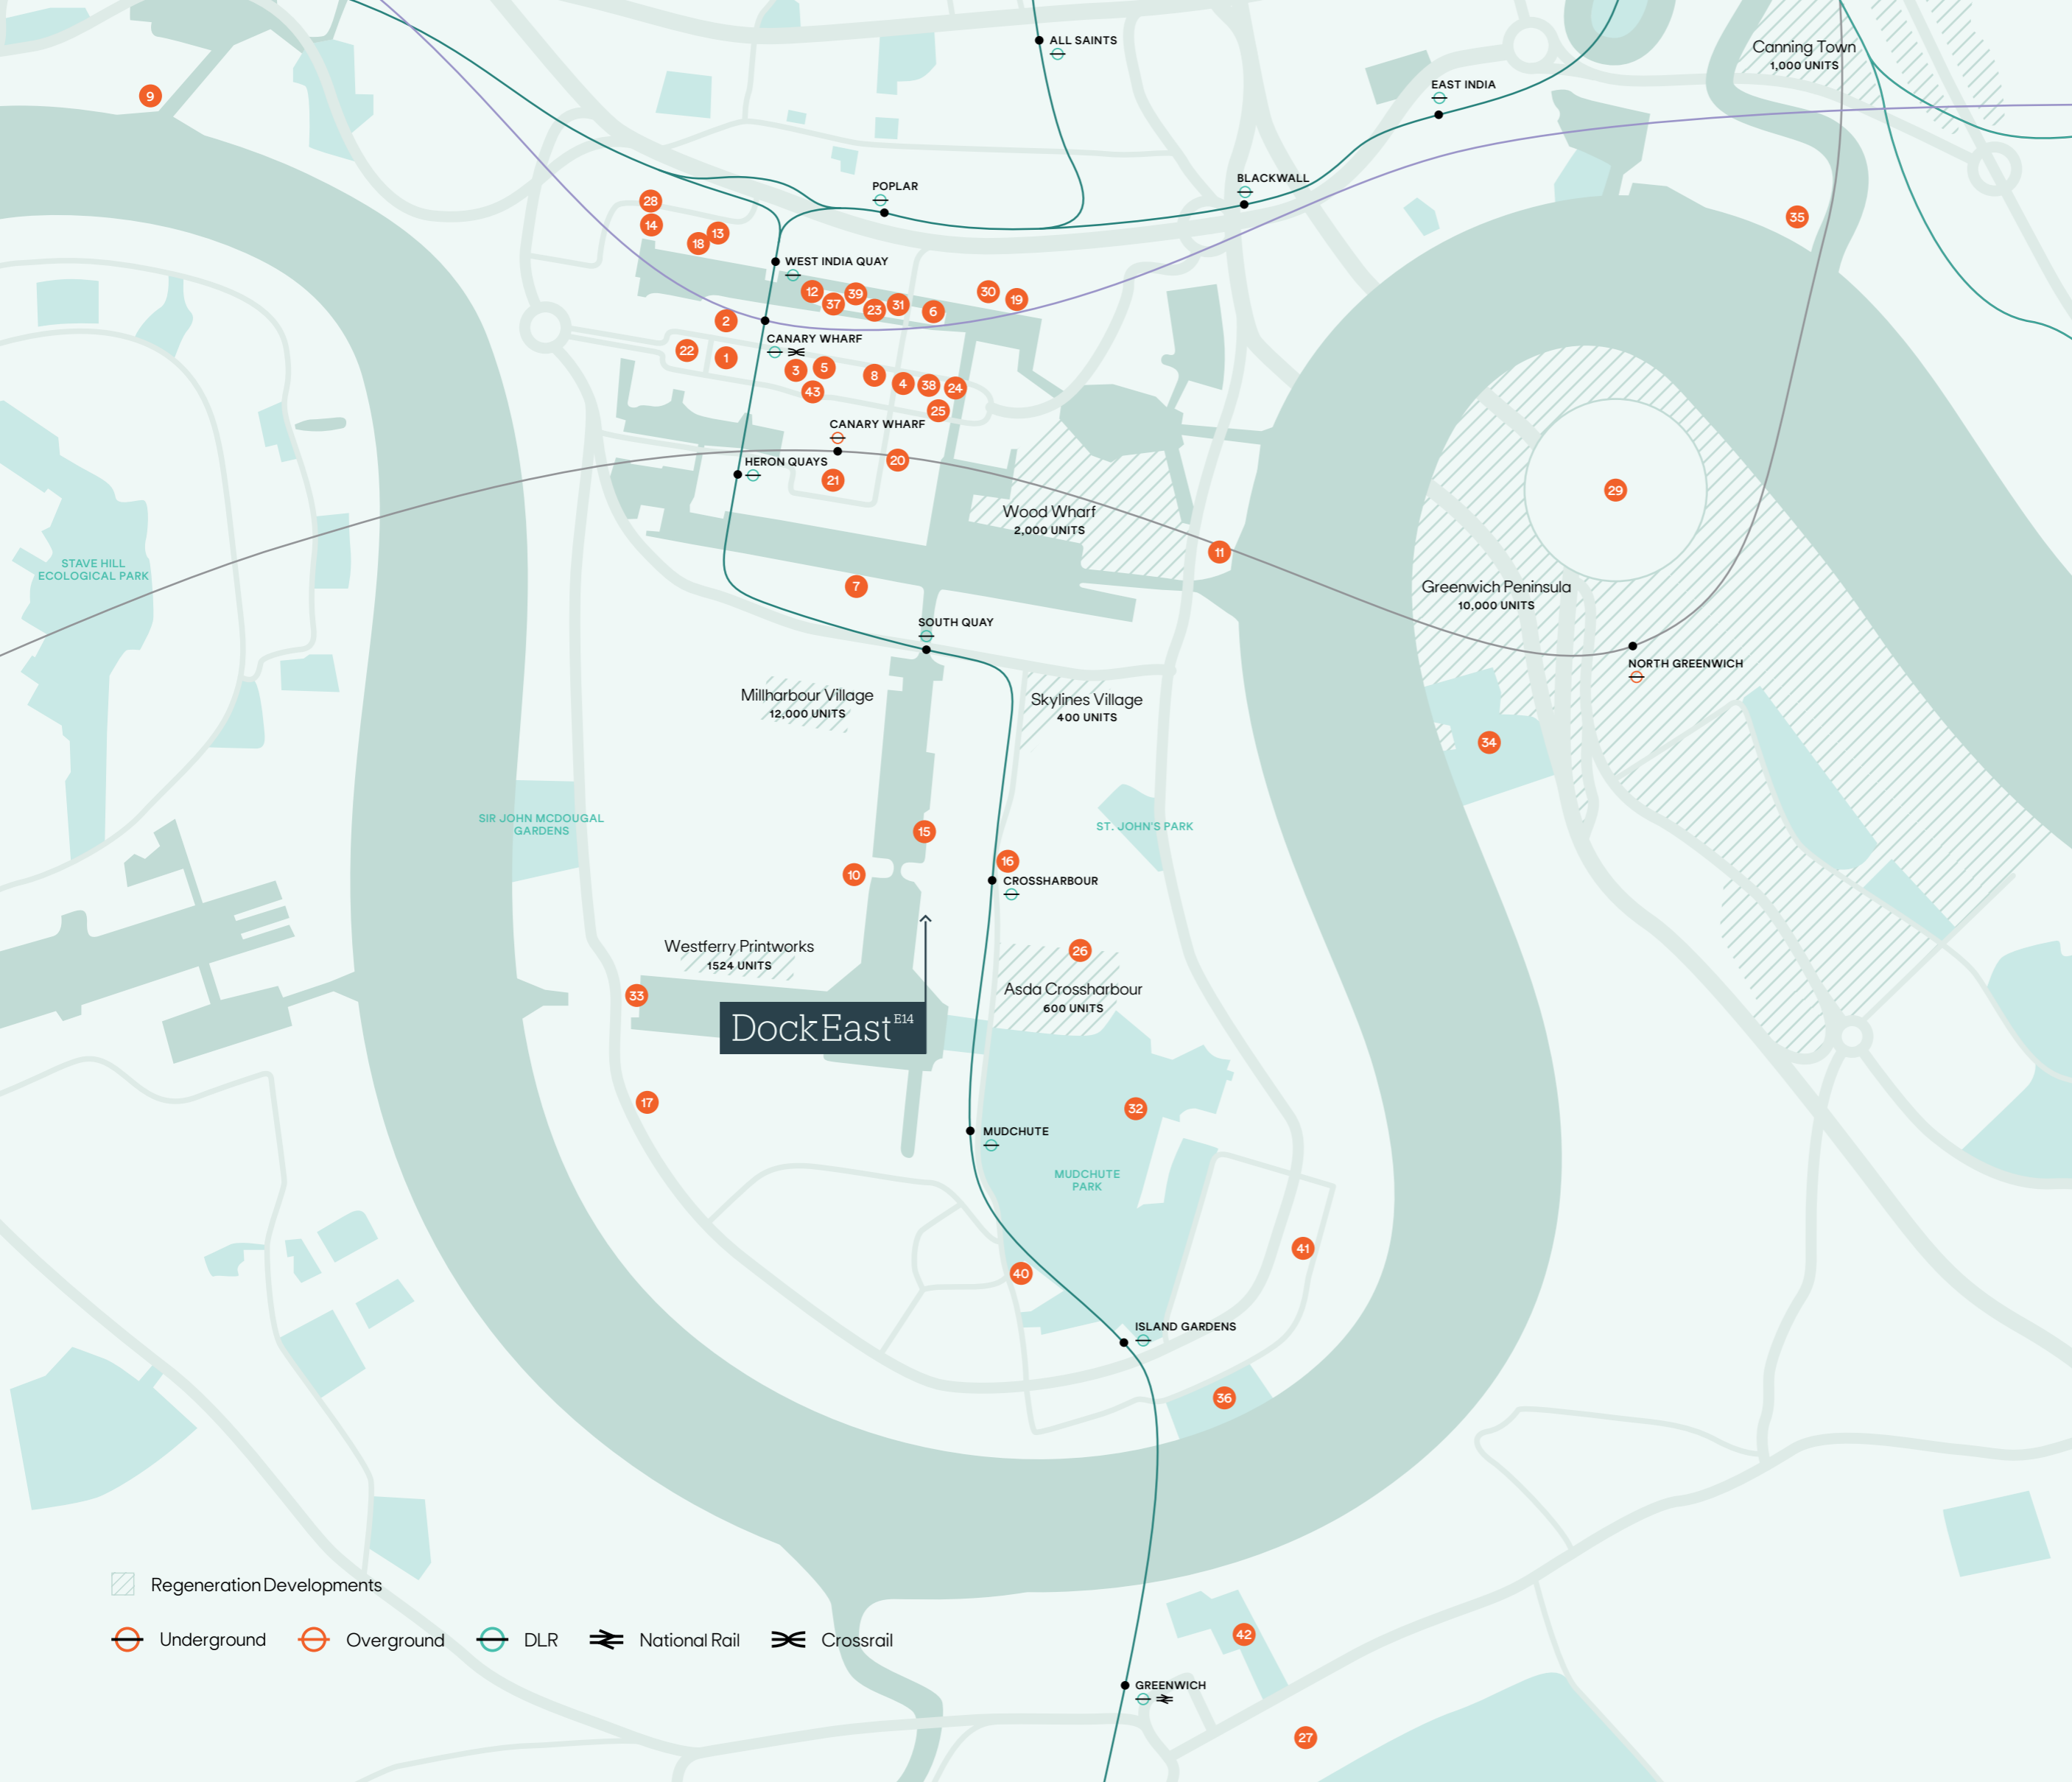 ALL SAINTS
Canning Town
1,000 UNITS
EAST INDIA
9
BLACKWALL
POPLAR
28
14
13
18
35
WEST INDIA QUAY
12
39
37
23
31
6
30
19
2
CANARY WHARF
22
1
3
5
43
8
4
38
24
25
CANARY WHARF
HERON QUAYS
20
21
29
Wood Wharf
2,000 UNITS
11
STAVE HILL
ECOLOGICAL PARK
7
Greenwich Peninsula
10,000 UNITS
SOUTH QUAY
NORTH GREENWICH
Millharbour Village
12,000 UNITS
Skylines Village
400 UNITS
34
SIR JOHN MCDOUGAL
GARDENS
15
ST. JOHN'S PARK
16
10
CROSSHARBOUR
Westferry Printworks
1524 UNITS
26
33
Asda Crossharbour
600 UNITS
DockEast E14
17
32
MUDCHUTE
MUDCHUTE
PARK
41
40
ISLAND GARDENS
36
Regeneration Developments
Underground
Overground
DLR
National Rail
Crossrail
42
GREENWICH
27